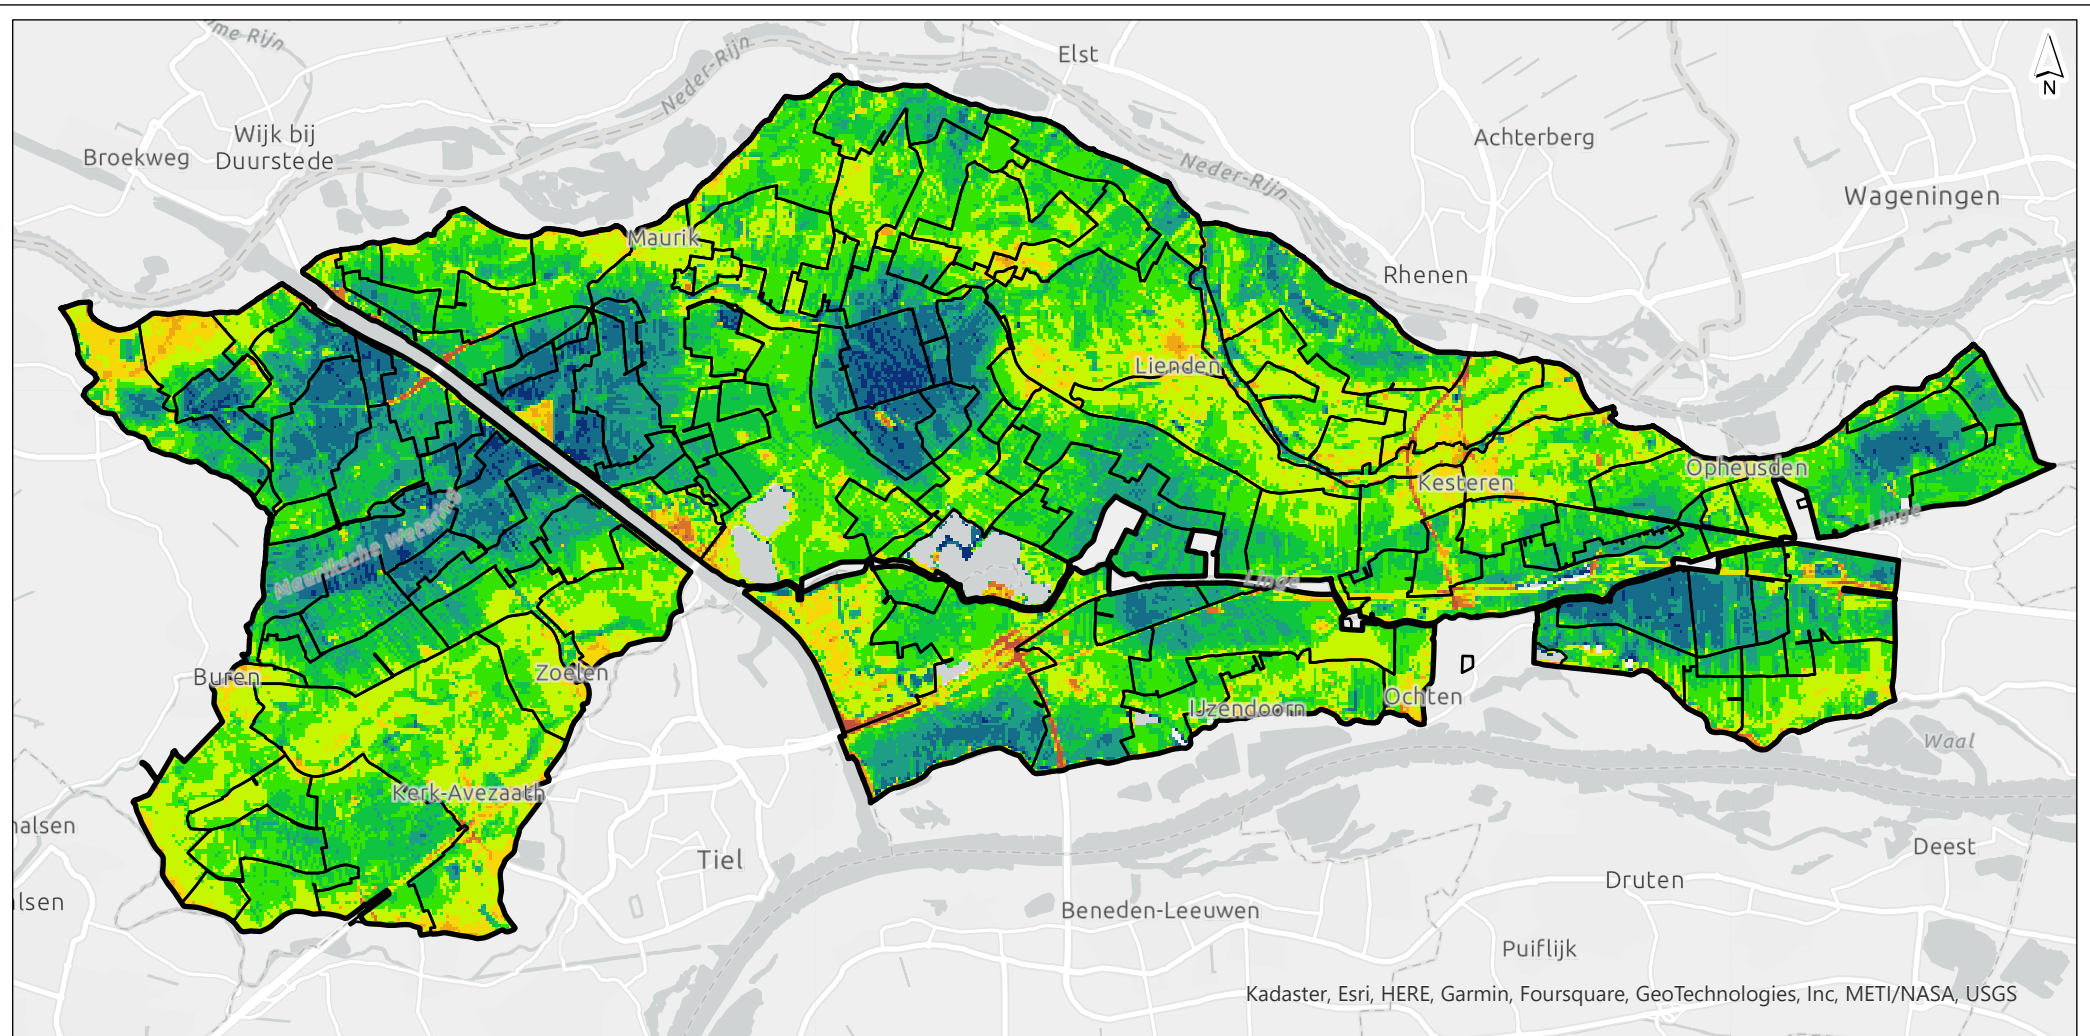 me Rijn
Neder-Rijn
Elst
N
Wijk bij
Duurstede
Broekweg
Achterberg
Neder-Rijn
Wageningen
Maurik
Rhenen
Lienden
Opheusden
Kesteren
Linge
Mauriksche Wetering
Linge
Buren
Zoelen
Ochten
IJzendoorn
Waal
Kerk-Avezaath
alsen
Tiel
Deest
Druten
lsen
Beneden-Leeuwen
Puiflijk
Kadaster, Esri, HERE, Garmin, Foursquare, GeoTechnologies, Inc, METI/NASA, USGS